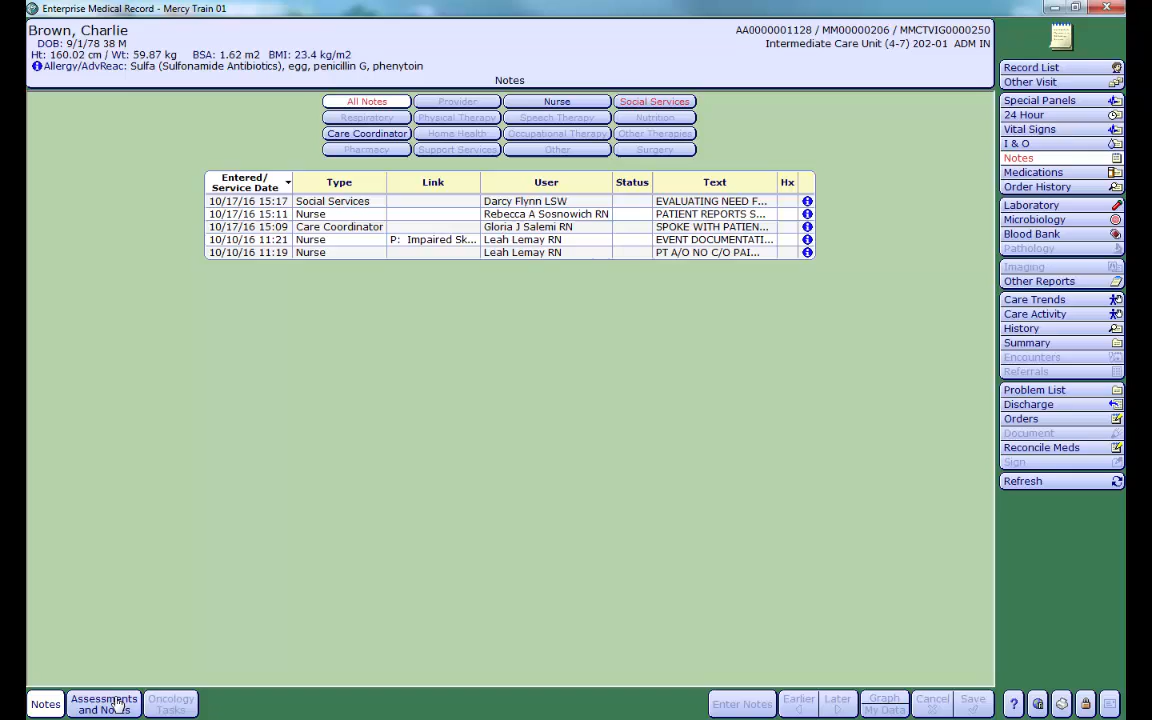 Enterprise Medical Record - Mercy Train 01
Brown, Charlie
DOB: 9/1/78 38 M
Ht: 160.02 cm / Wt: 59.87 kg BSA: 1.62 m2 BMI: 23.4 kg/m2
Allergy/AdvReac: Sulfa (Sulfonamide Antibiotics), egg, penicillin G, phenytoin
AA0000001128 / MM00000206 / MMCTVIG0000250
Intermediate Care Unit (4-7) 202-01 ADM IN
Notes
All Notes Provider Nurse Social Services
Respiratory Physical Therapy Speech Therapy Nutrition
Care Coordinator Home Health Occupational Therapy Other Therapies
Pharmacy Support Services Other Surgery
Entered/
Service Date Type Link User Status Text Hx
10/17/16 15:17 Social Services Darcy Flynn LSW EVALUATING NEED F...
10/17/16 15:11 Nurse Rebecca A Sosnowich RN PATIENT REPORTS S...
10/17/16 15:09 Care Coordinator Gloria J Salemi RN SPOKE WITH PATIEN...
10/10/16 11:21 Nurse P: Impaired Sk... Leah Lemay RN EVENT DOCUMENTATI...
10/10/16 11:19 Nurse Leah Lemay RN PT A/O NO C/O PAI...
Record List
Other Visit
Special Panels
24 Hour
Vital Signs
I & O
Notes
Medications
Order History
Laboratory
Microbiology
Blood Bank
Pathology
Imaging
Other Reports
Care Trends
Care Activity
History
Summary
Encounters
Referrals
Problem List
Discharge
Orders
Document
Reconcile Meds
Sign
Refresh
Notes
Assessments
and Notes
Oncology
Tasks
Enter Notes
Earlier
Later
Graph
My Data
Cancel
Save
?